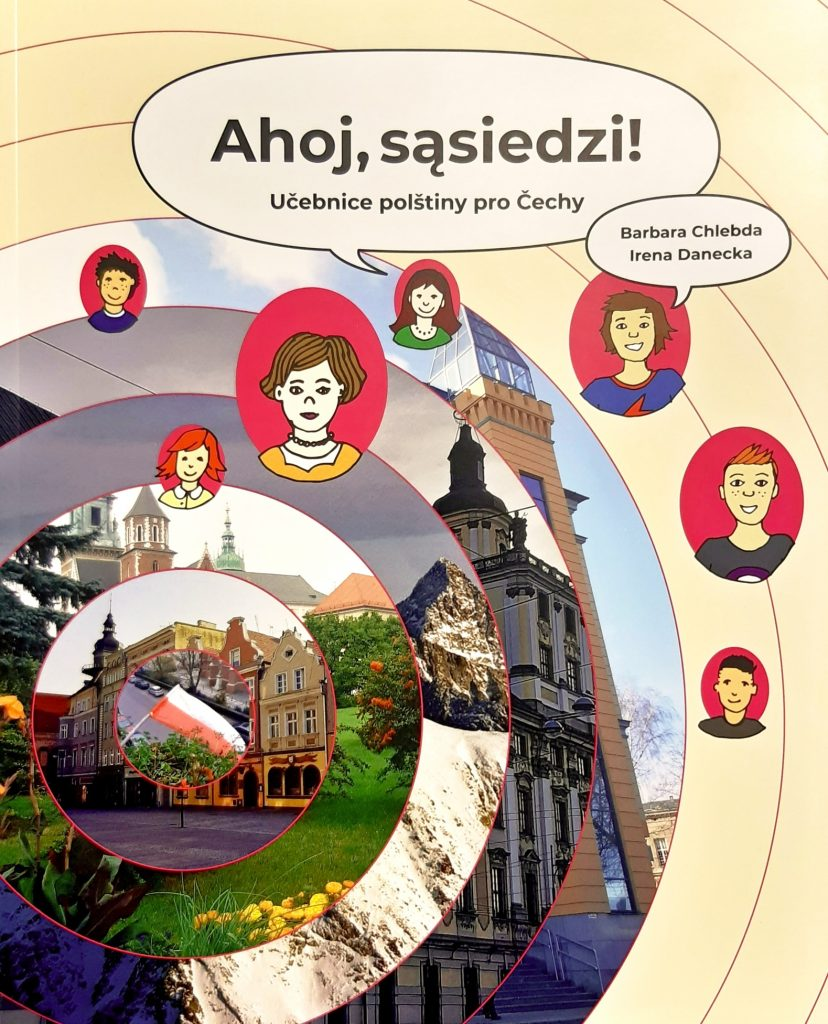 Ahoj, sąsiedzi!
Učebnice polštiny pro Čechy
Barbara Chlebda
Irena Danecka